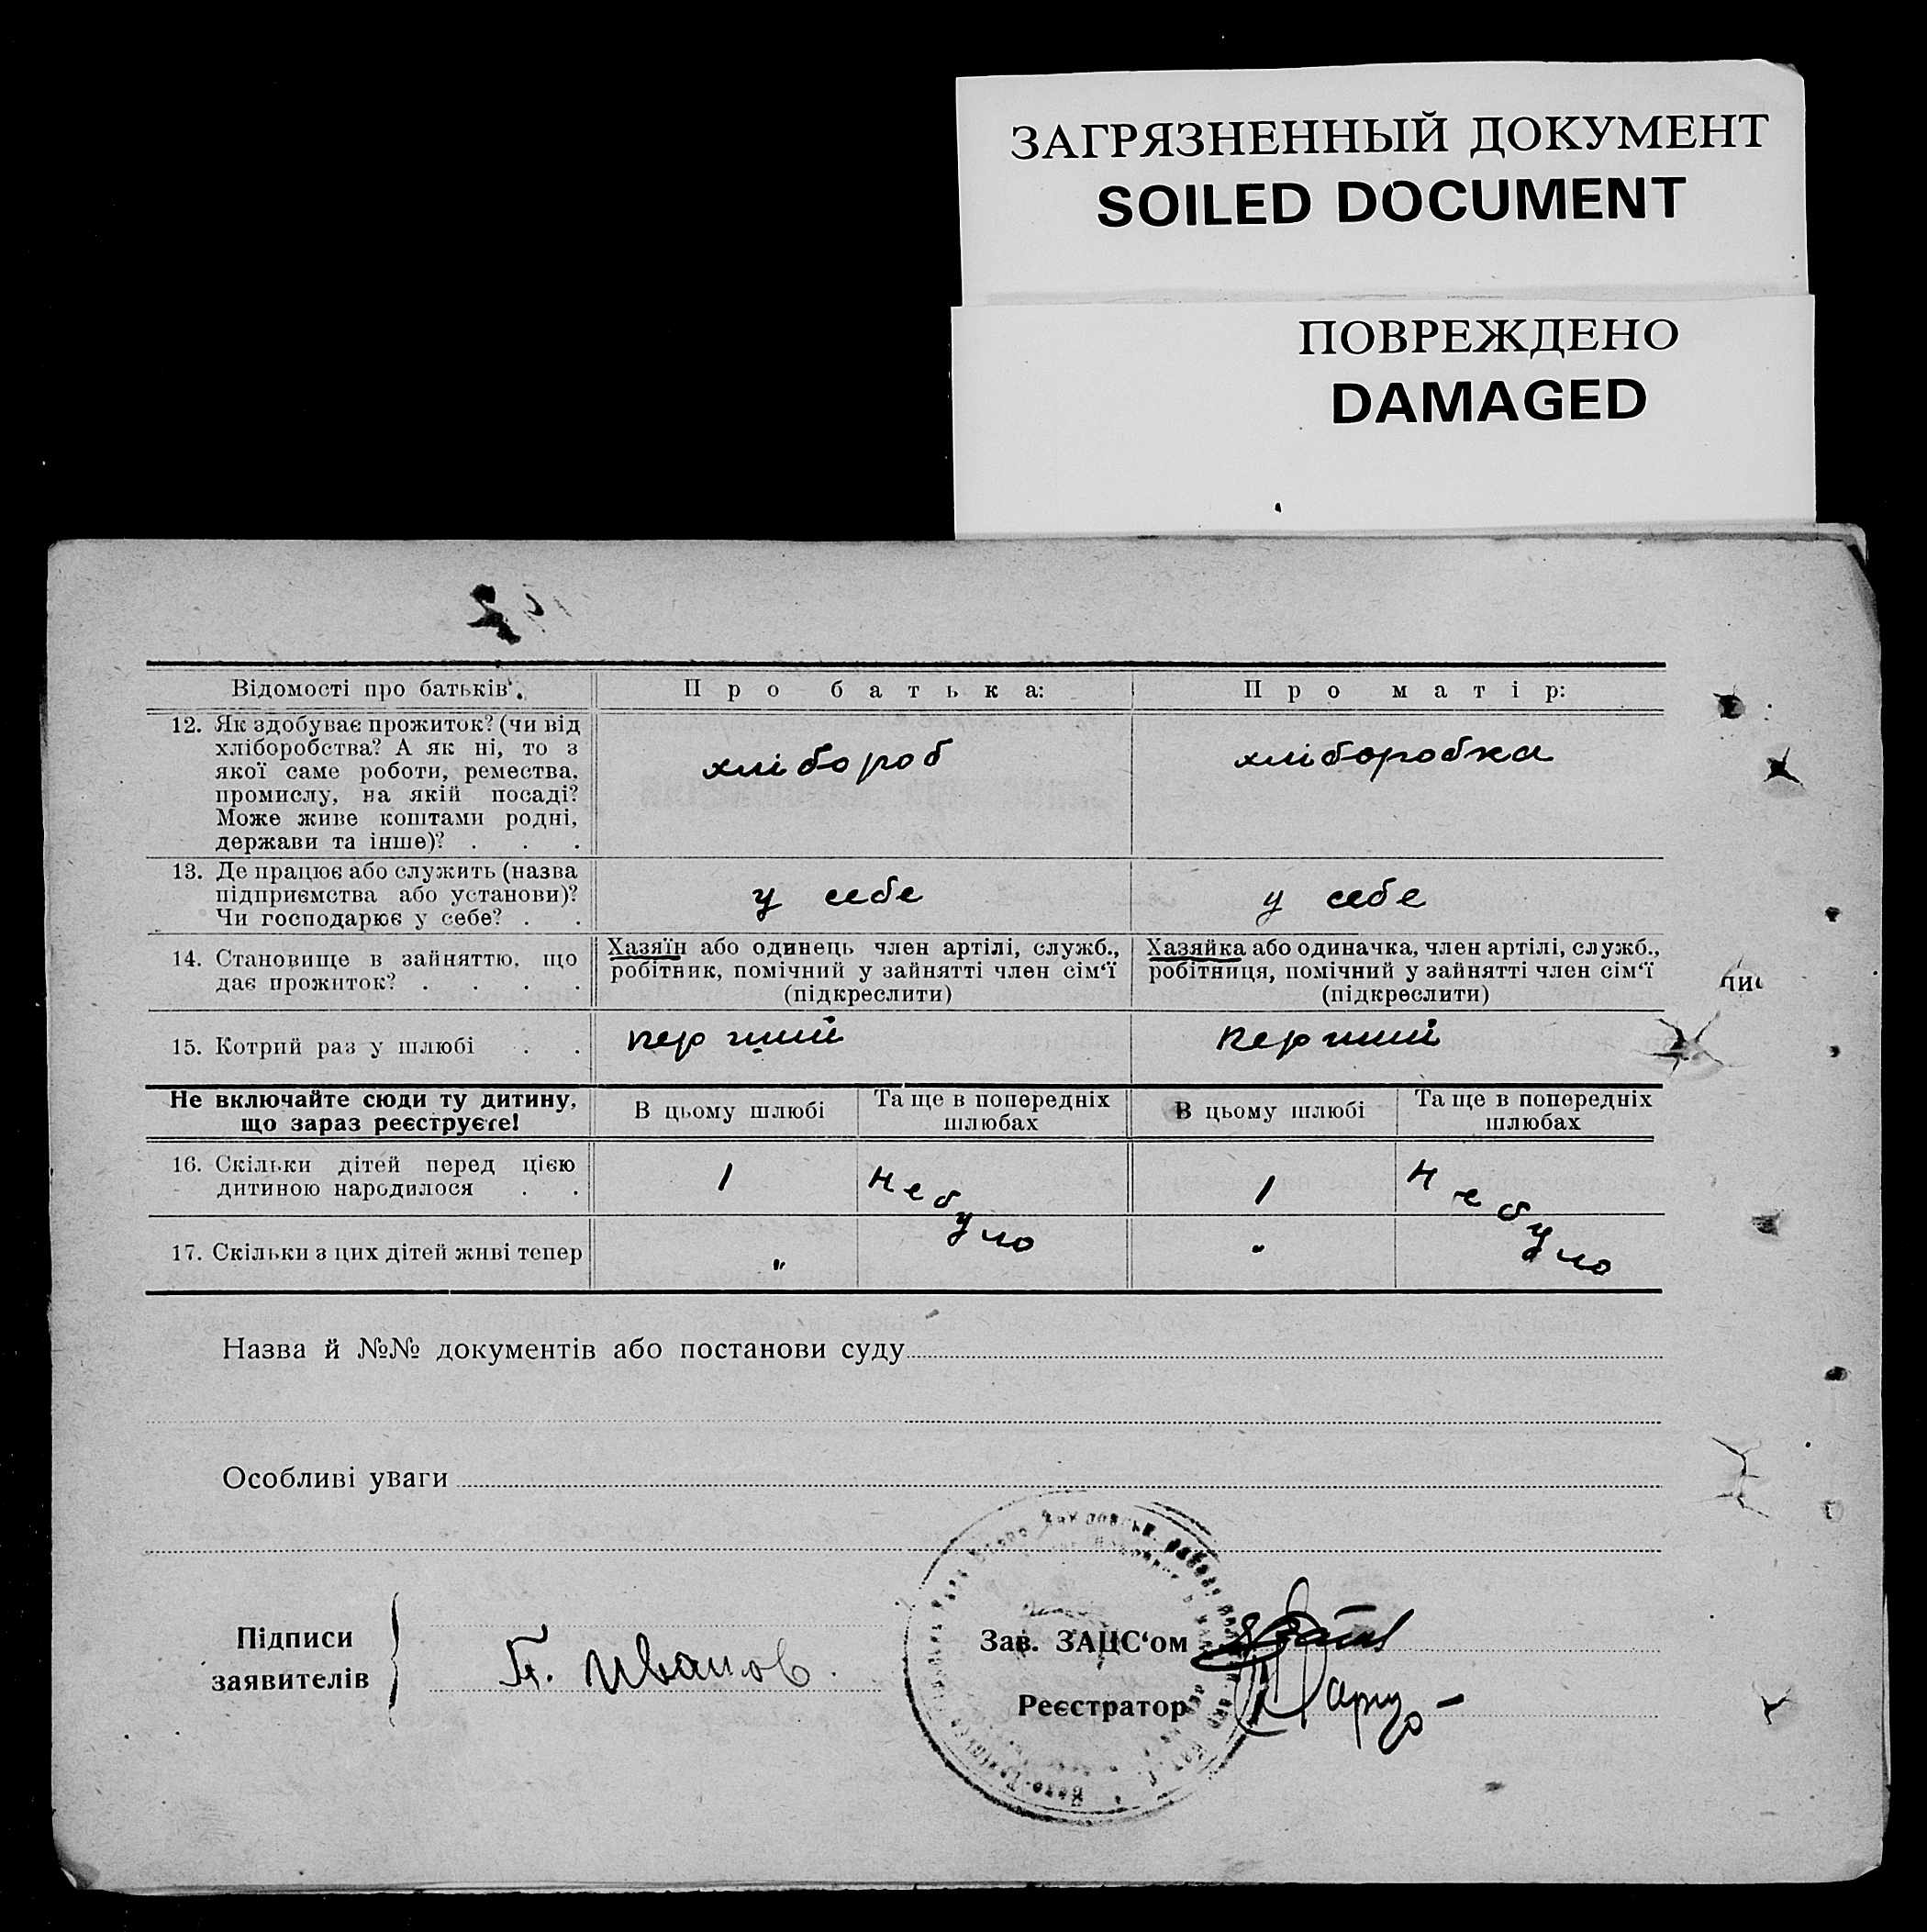 ЗАГРЯЗНЕННЫЙ ДОКУМЕНТ
SOILED DOCUMENT
ПОВРЕЖДЕНО
DAMAGED
Відомості про батьків
Про батька:
Про матір:
12. Як здобуває прожиток? (чи від
хліборобства? А як ні, то з
якої саме роботи, ремества,
промислу, на якій посаді?
Може живе коштами родні,
держави та інше)? . . .
хлібороб
хліборобка
13. Де працює або служить (назва
підприємства або установи)?
Чи господарює у себе? . .
у себе
у себе
14. Становище в зайняттю, що
дає прожиток? . . . .
Хазяїн або одинець член артілі, служб.,
робітник, помічний у зайнятті член сім'ї
(підкреслити)
Хазяйка або одиначка, член артілі, служб.,
робітниця, помічний у зайнятті член сім'ї
(підкреслити)
15. Котрий раз у шлюбі . .
перший
перший
Не включайте сюди ту дитину,
що зараз реєструєте!
В цьому шлюбі
Та ще в попередніх
шлюбах
В цьому шлюбі
Та ще в попередніх
шлюбах
16. Скільки дітей перед цією
дитиною народилося . .
1
не було
1
не було
17. Скільки з цих дітей живі тепер
"
"
Назва й №№ документів або постанови суду
Особливі уваги
Підписи
заявителів
П. Иванов.
Зав. ЗАЦС'ом
Реєстратор